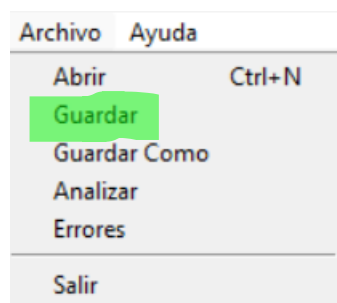 Archivo Ayuda
Abrir Ctrl+N
Guardar
Guardar Como
Analizar
Errores
Salir